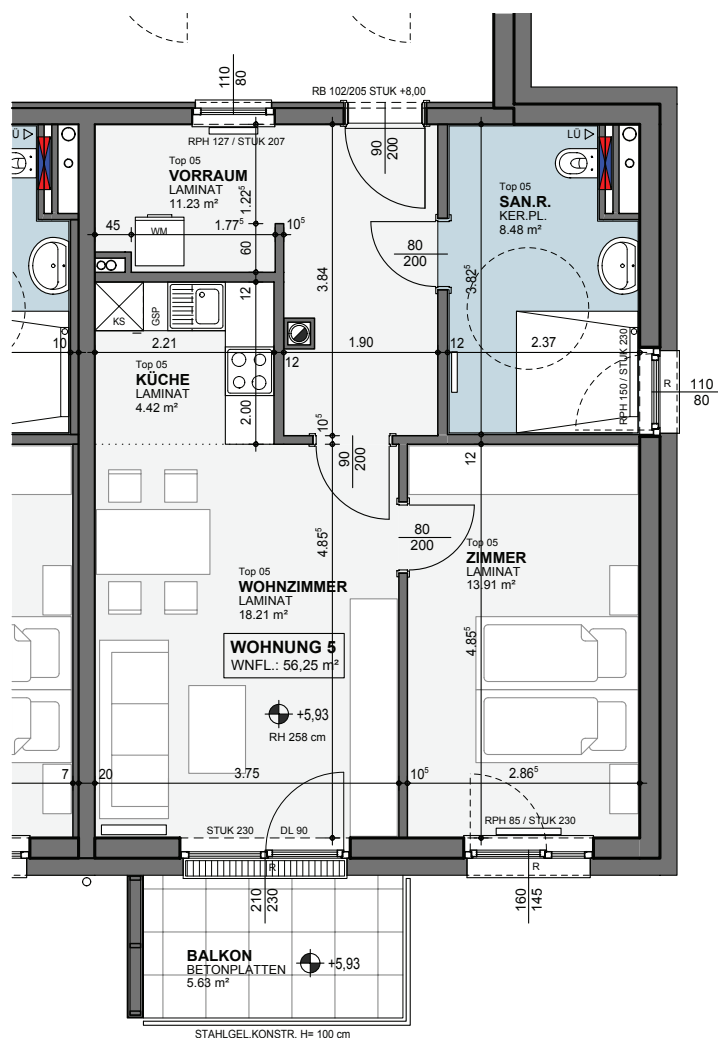 110
80
RB 102/205 STUK +8,00
RPH 127 / STUK 207
90
200
LÜ
Ü
Top 05
VORRAUM
LAMINAT
11.23 m²
1.22⁵
Top 05
SAN.R.
KER.PL.
8.48 m²
45
WM
1.77⁵
10⁵
60
80
200
3.84
3.82⁵
12
KS
GSP
10
2.21
12
1.90
12
2.37
RPH 150 / STUK 230
R
110
80
Top 05
KÜCHE
LAMINAT
4.42 m²
2.00
10⁵
90
200
12
80
200
4.85⁵
Top 05
WOHNZIMMER
LAMINAT
18.21 m²
Top 05
ZIMMER
LAMINAT
13.91 m²
WOHNUNG 5
WNFL.: 56,25 m²
4.85⁵
+5,93
RH 258 cm
7
20
3.75
10⁵
2.86⁵
STUK 230
DL 90
RPH 85 / STUK 230
R
R
210
230
160
145
BALKON
BETONPLATTEN
5.63 m²
+5,93
STAHLGEL.KONSTR. H= 100 cm